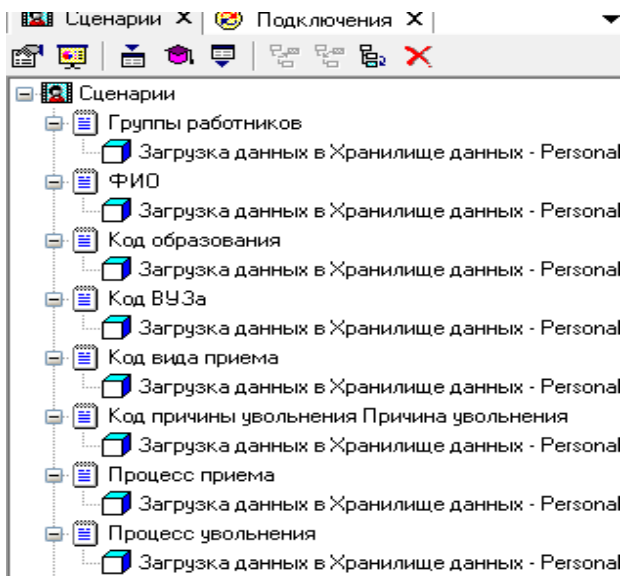 Сценарии X Подключения X
Сценарии
Группы работников
Загрузка данных в Хранилище данных - Personal
ФИО
Загрузка данных в Хранилище данных - Personal
Код образования
Загрузка данных в Хранилище данных - Personal
Код ВУЗа
Загрузка данных в Хранилище данных - Personal
Код вида приема
Загрузка данных в Хранилище данных - Personal
Код причины увольнения Причина увольнения
Загрузка данных в Хранилище данных - Personal
Процесс приема
Загрузка данных в Хранилище данных - Personal
Процесс увольнения
Загрузка данных в Хранилище данных - Personal